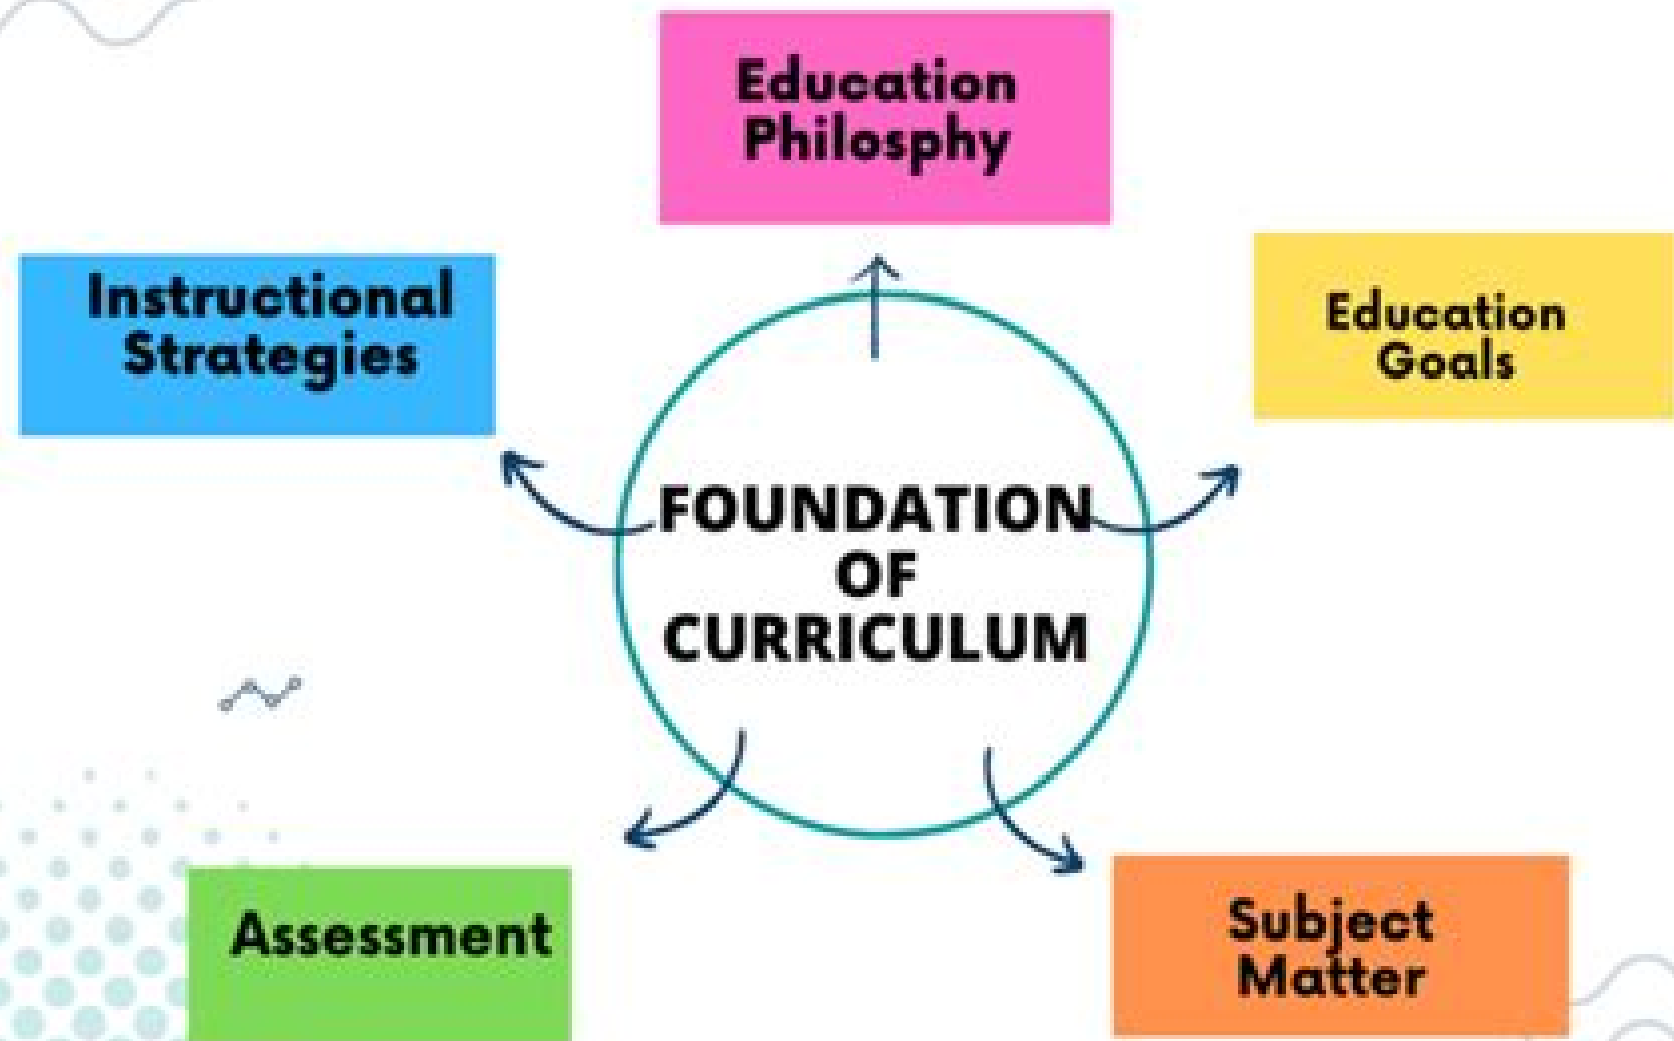 Education
Philosphy
Instructional
Strategies
Education
Goals
FOUNDATION
OF
CURRICULUM
Assessment
Subject
Matter